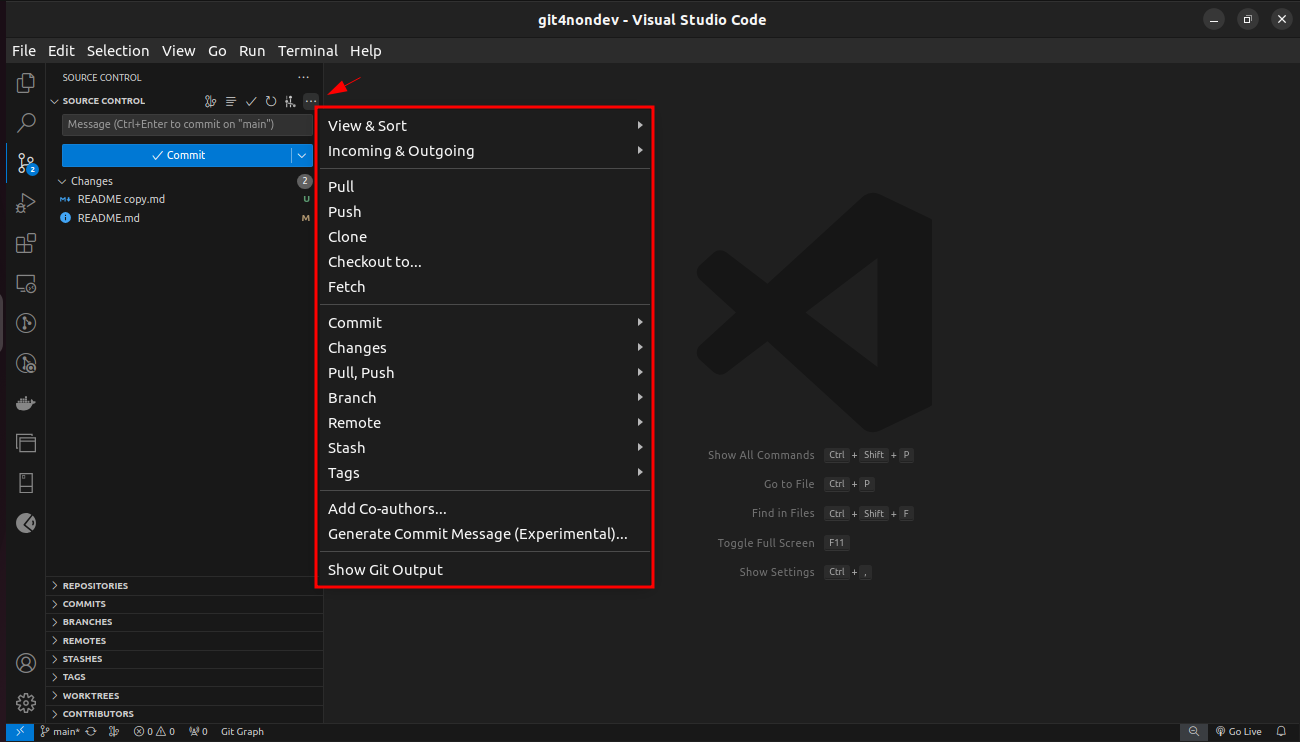 git4nondev - Visual Studio Code
File Edit Selection View Go Run Terminal Help
SOURCE CONTROL
SOURCE CONTROL
Message (Ctrl+Enter to commit on "main")
Commit
Changes 2
README copy.md U
README.md M
2
View & Sort
Incoming & Outgoing
Pull
Push
Clone
Checkout to...
Fetch
Commit
Changes
Pull, Push
Branch
Remote
Stash
Tags
Add Co-authors...
Generate Commit Message (Experimental)...
Show Git Output
Show All Commands Ctrl + Shift + P
Go to File Ctrl + P
Find in Files Ctrl + Shift + F
Toggle Full Screen F11
Show Settings Ctrl + ,
REPOSITORIES
COMMITS
BRANCHES
REMOTES
STASHES
TAGS
WORKTREES
CONTRIBUTORS
main* 0 0 0 Git Graph Go Live